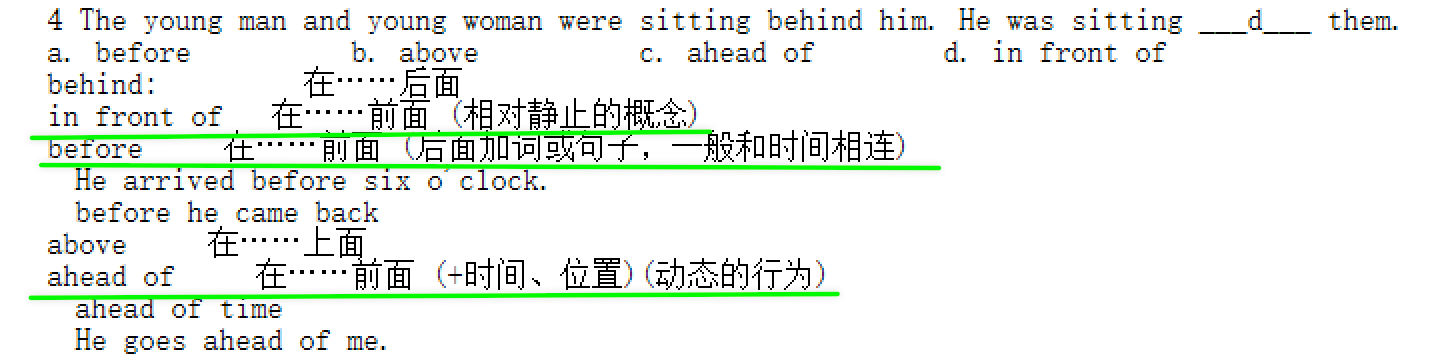 4 The young man and young woman were sitting behind him. He was sitting ___d___ them.
a. before b. above c. ahead of d. in front of
behind: 在……后面
in front of 在……前面 (相对静止的概念)
before 在……前面 (后面加词或句子, 一般和时间相连)
He arrived before six o'clock.
before he came back
above 在……上面
ahead of 在……前面 (+时间、位置)(动态的行为)
ahead of time
He goes ahead of me.